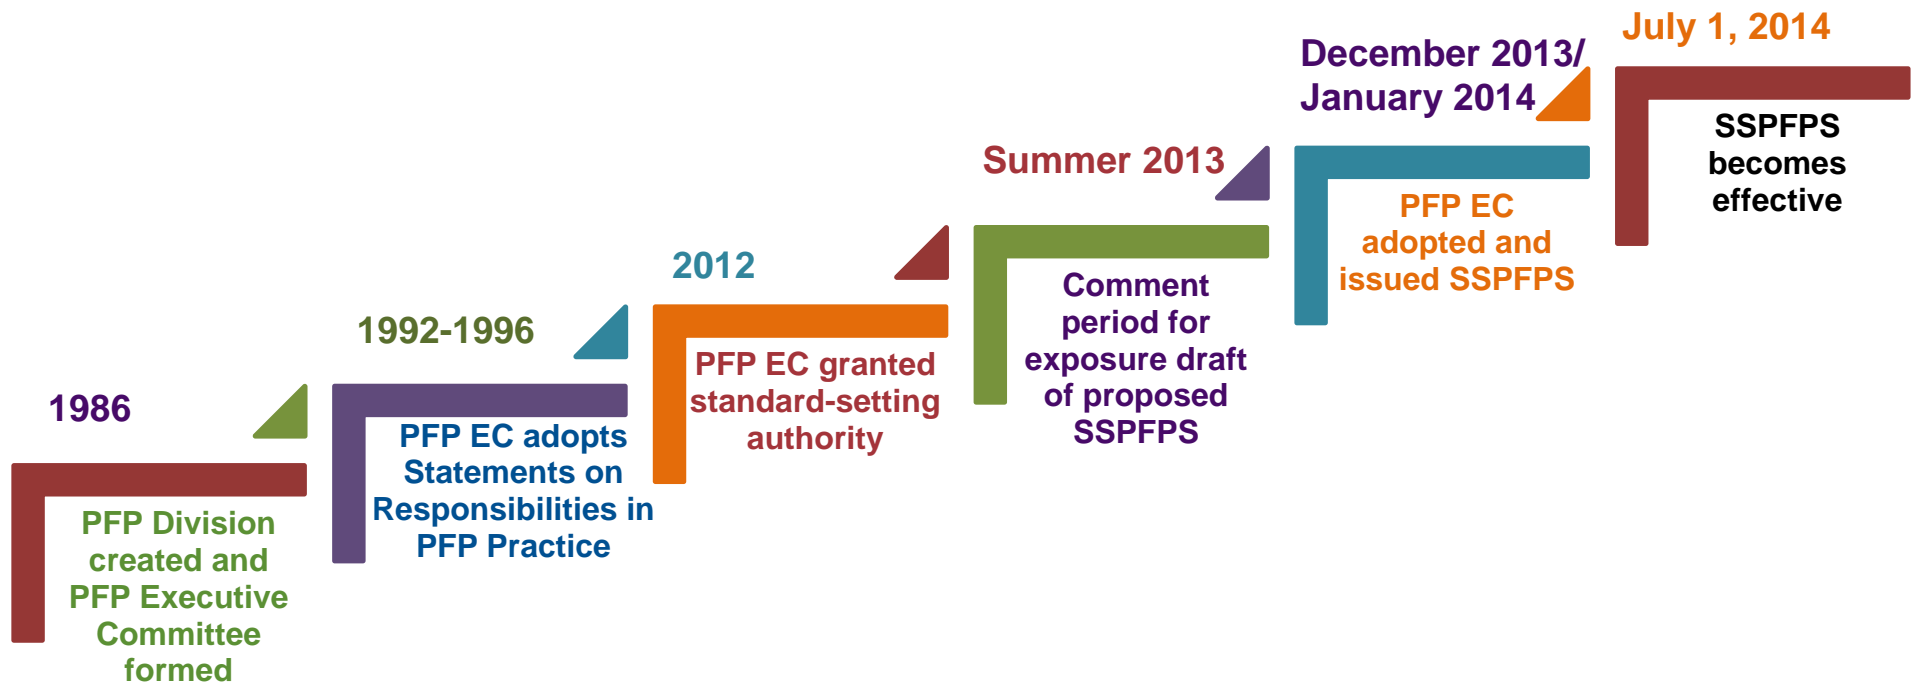 1986
PFP Division
created and
PFP Executive
Committee
formed
1992-1996
PFP EC adopts
Statements on
Responsibilities in
PFP Practice
2012
PFP EC granted
standard-setting
authority
Summer 2013
Comment
period for
exposure draft
of proposed
SSPFPS
December 2013/
January 2014
PFP EC
adopted and
issued SSPFPS
July 1, 2014
SSPFPS
becomes
effective